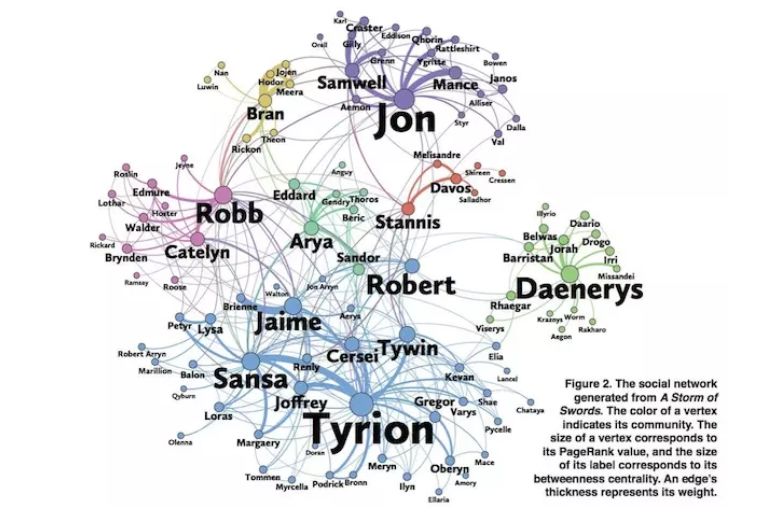 Karl
Craster
Eddison
Qhorin
Orell
Gilly
Rattleshirt
Grenn
Ygritte
Bowen
Nan
Jojen
Hodor
Samwell
Mance
Janos
Luwin
Meera
Aemon
Alliser
Bran
Jon
Styr
Dalla
Theon
Val
Rickon
Melisandre
Jeyne
Anguy
Shireen
Roslin
Davos
Cressen
Edmure
Eddard
Gendry
Thoros
Salladhor
Lothar
Hoster
Robb
Beric
Stannis
Illyrio
Daario
Walder
Arya
Belwas
Drogo
Rickard
Catelyn
Jorah
Brynden
Sandor
Barristan
Irri
Missandei
Ramsay
Roose
Walton
Jon Arryn
Robert
Daenerys
Brienne
Rhaegar
Petyr
Lysa
Jaime
Aerys
Kraznys
Worm
Viserys
Rakharo
Aegon
Robert Arryn
Cersei
Tywin
Elia
Marillion
Balon
Sansa
Renly
Kevan
Lancel
Qyburn
Joffrey
Gregor
Shae
Loras
Varys
Chataya
Tyrion
Pycelle
Olenna
Margaery
Doran
Meryn
Oberyn
Mace
Tommen
Myrcella
Podrick
Bronn
Ilyn
Amory
Ellaria
Figure 2. The social network
generated from A Storm of
Swords. The color of a vertex
indicates its community. The
size of a vertex corresponds to
its PageRank value, and the size
of its label corresponds to its
betweenness centrality. An edge's
thickness represents its weight.